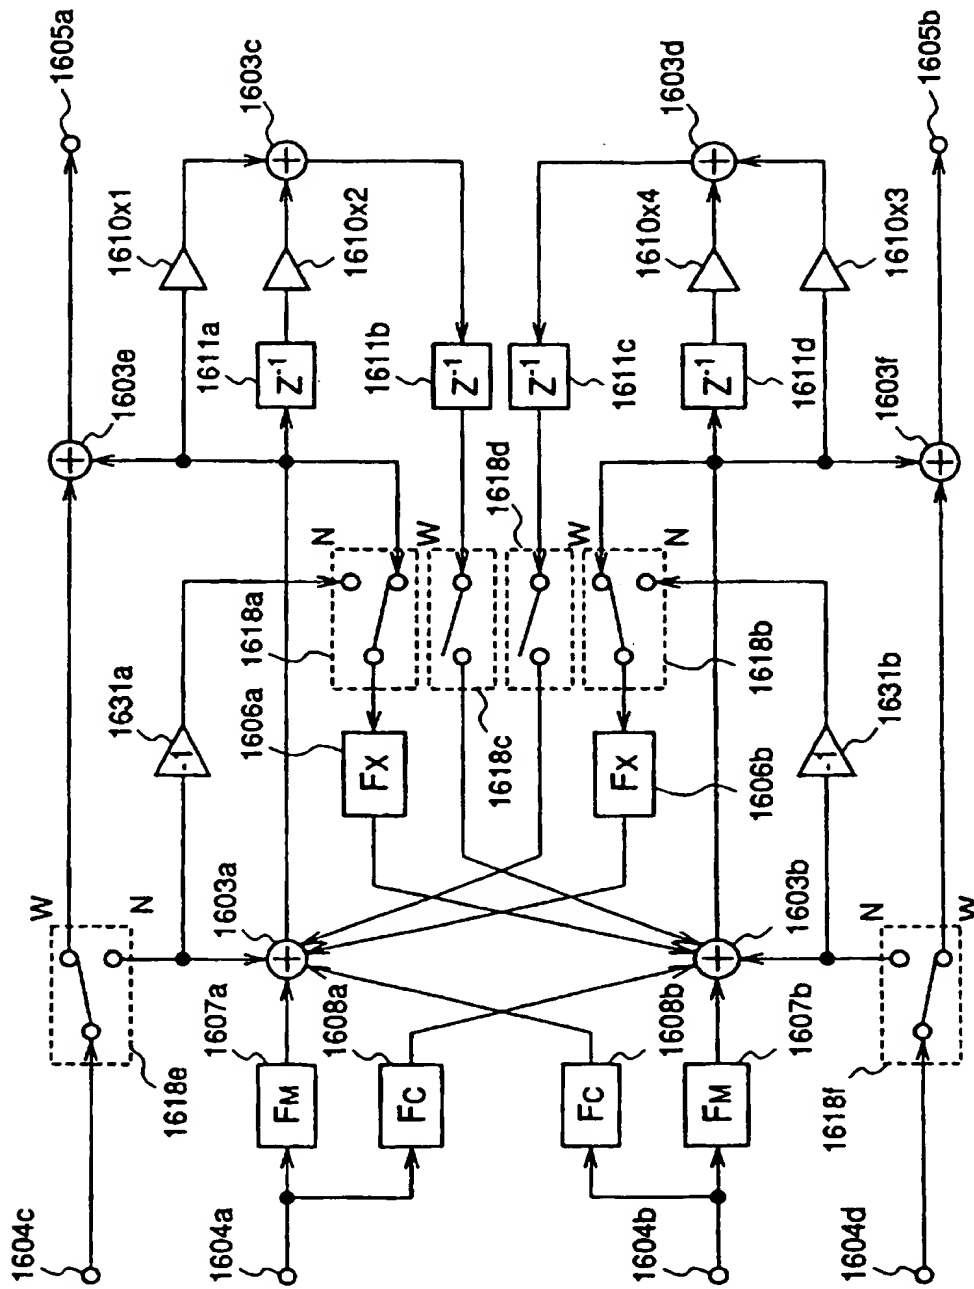 1605a
1603c
1610x1
1610x2
1603e
1611a
Z-1
1611b
Z-1
1618d
1611c
Z-1
1603d
1610x4
1610x3
1611d
Z-1
1603f
1605b
N
1618a
W
W
N
1618b
1631a
-1
1606a
FX
1618c
FX
1606b
1631b
-1
W
N
1618e
1603a
1603b
N
W
1618f
1607a
FM
1608a
FC
1608b
FC
1607b
FM
1604c
1604a
1604b
1604d